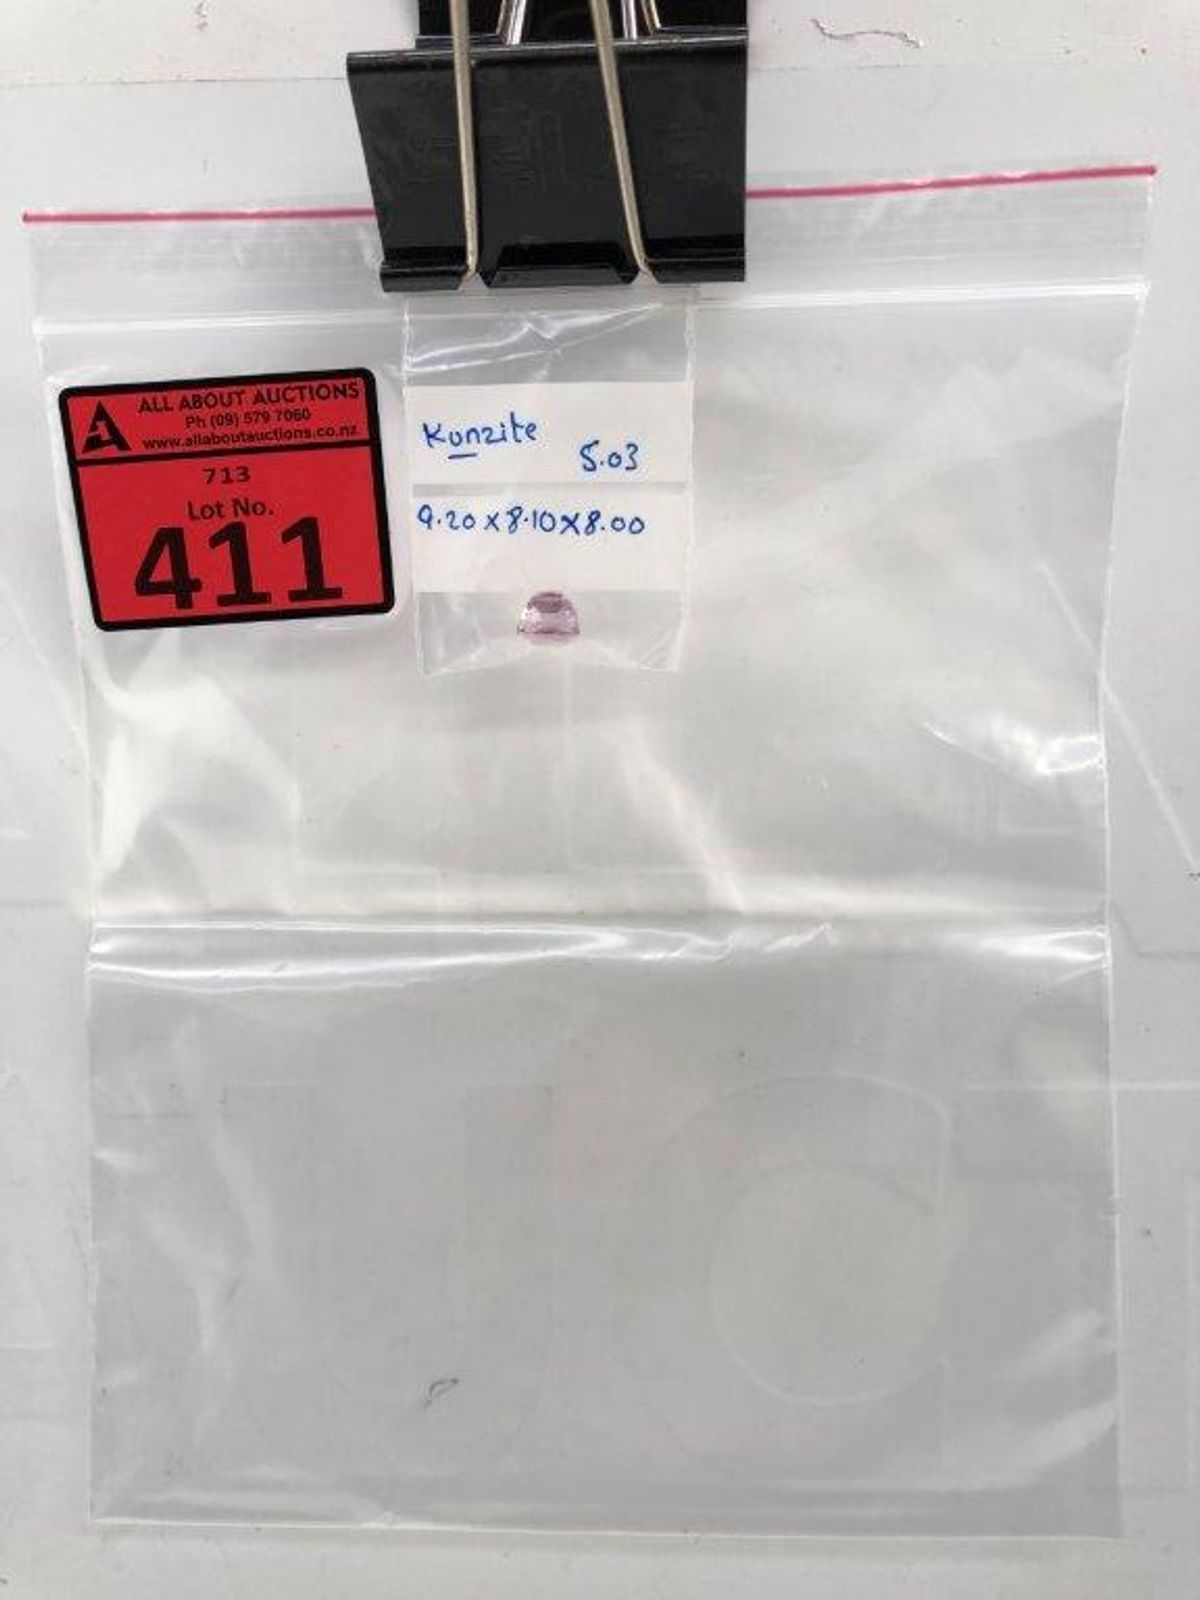 ALL ABOUT AUCTIONS
Ph (09) 579 7060
www.allaboutauctions.co.nz
713
Lot No.
411
Kunzite
5.03
9.20 x 8.10 x 8.00